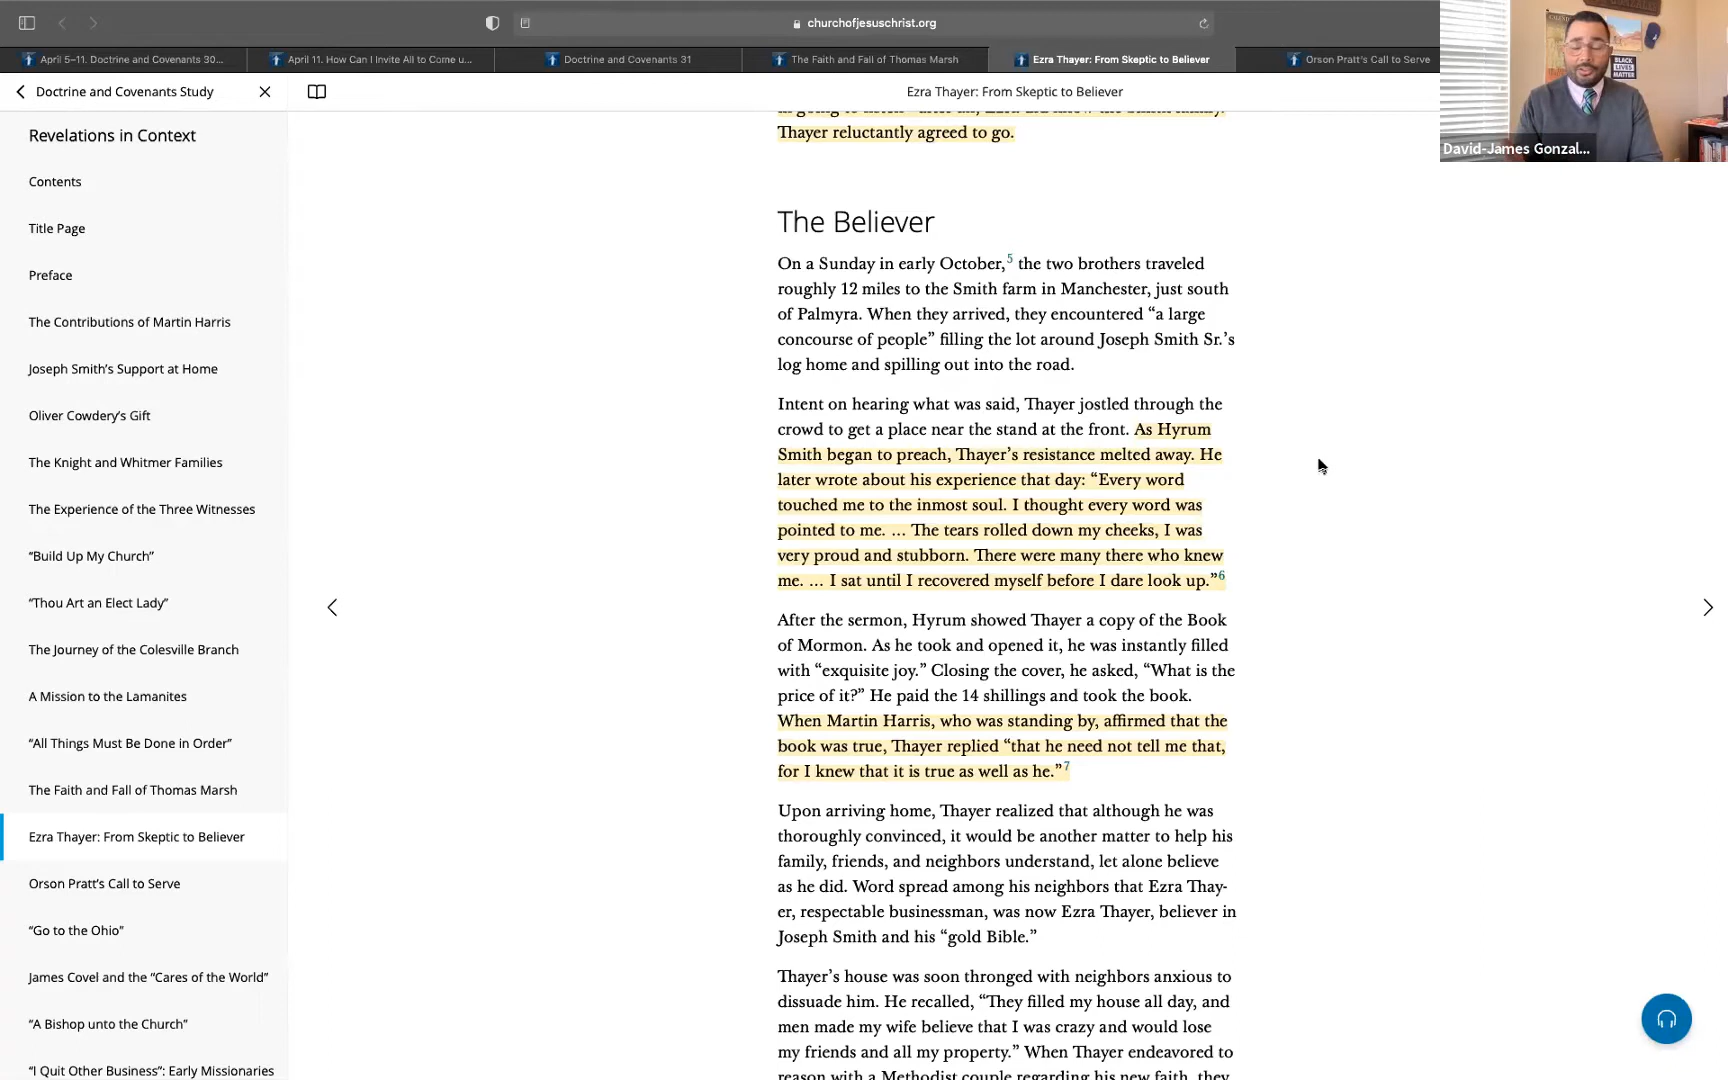 churchofjesuschrist.org
April 5–11. Doctrine and Covenants 30...
April 11. How Can I Invite All to Come u...
Doctrine and Covenants 31
The Faith and Fall of Thomas Marsh
Ezra Thayer: From Skeptic to Believer
Orson Pratt's Call to Serve
BLACK LIVES MATTER
David-James Gonzal...
Doctrine and Covenants Study
Ezra Thayer: From Skeptic to Believer
Revelations in Context
Contents
Title Page
Preface
The Contributions of Martin Harris
Joseph Smith's Support at Home
Oliver Cowdery's Gift
The Knight and Whitmer Families
The Experience of the Three Witnesses
“Build Up My Church”
“Thou Art an Elect Lady”
The Journey of the Colesville Branch
A Mission to the Lamanites
“All Things Must Be Done in Order”
The Faith and Fall of Thomas Marsh
Ezra Thayer: From Skeptic to Believer
Orson Pratt's Call to Serve
“Go to the Ohio”
James Covel and the “Cares of the World”
“A Bishop unto the Church”
“I Quit Other Business”: Early Missionaries
Thayer reluctantly agreed to go.
The Believer
On a Sunday in early October,5 the two brothers traveled
roughly 12 miles to the Smith farm in Manchester, just south
of Palmyra. When they arrived, they encountered “a large
concourse of people” filling the lot around Joseph Smith Sr.'s
log home and spilling out into the road.
Intent on hearing what was said, Thayer jostled through the
crowd to get a place near the stand at the front. As Hyrum
Smith began to preach, Thayer's resistance melted away. He
later wrote about his experience that day: “Every word
touched me to the inmost soul. I thought every word was
pointed to me. … The tears rolled down my cheeks, I was
very proud and stubborn. There were many there who knew
me. … I sat until I recovered myself before I dare look up.”6
After the sermon, Hyrum showed Thayer a copy of the Book
of Mormon. As he took and opened it, he was instantly filled
with “exquisite joy.” Closing the cover, he asked, “What is the
price of it?” He paid the 14 shillings and took the book.
When Martin Harris, who was standing by, affirmed that the
book was true, Thayer replied “that he need not tell me that,
for I knew that it is true as well as he.”7
Upon arriving home, Thayer realized that although he was
thoroughly convinced, it would be another matter to help his
family, friends, and neighbors understand, let alone believe
as he did. Word spread among his neighbors that Ezra Thay-
er, respectable businessman, was now Ezra Thayer, believer in
Joseph Smith and his “gold Bible.”
Thayer's house was soon thronged with neighbors anxious to
dissuade him. He recalled, “They filled my house all day, and
men made my wife believe that I was crazy and would lose
my friends and all my property.” When Thayer endeavored to
reason with a Methodist couple regarding his new faith, they